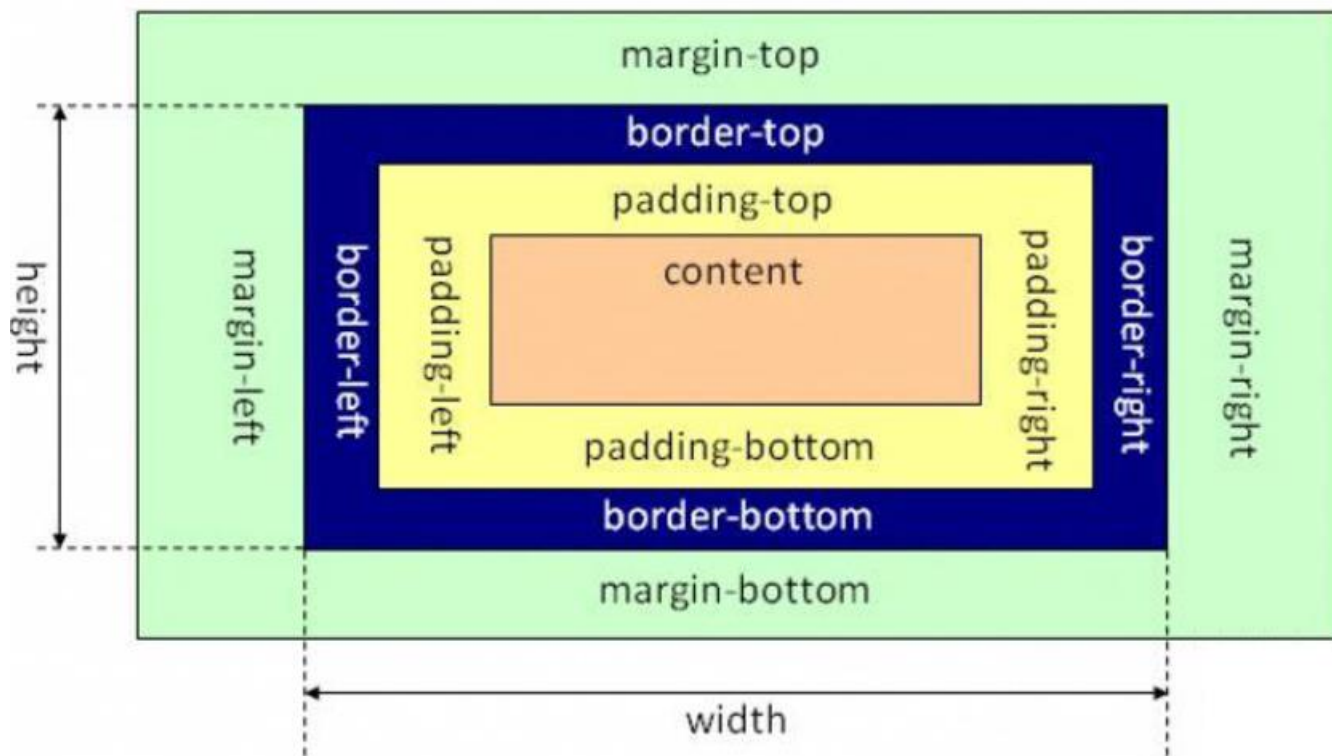 margin-top
border-top
padding-top
content
height
margin-left
border-left
padding-left
padding-right
border-right
margin-right
padding-bottom
border-bottom
margin-bottom
width